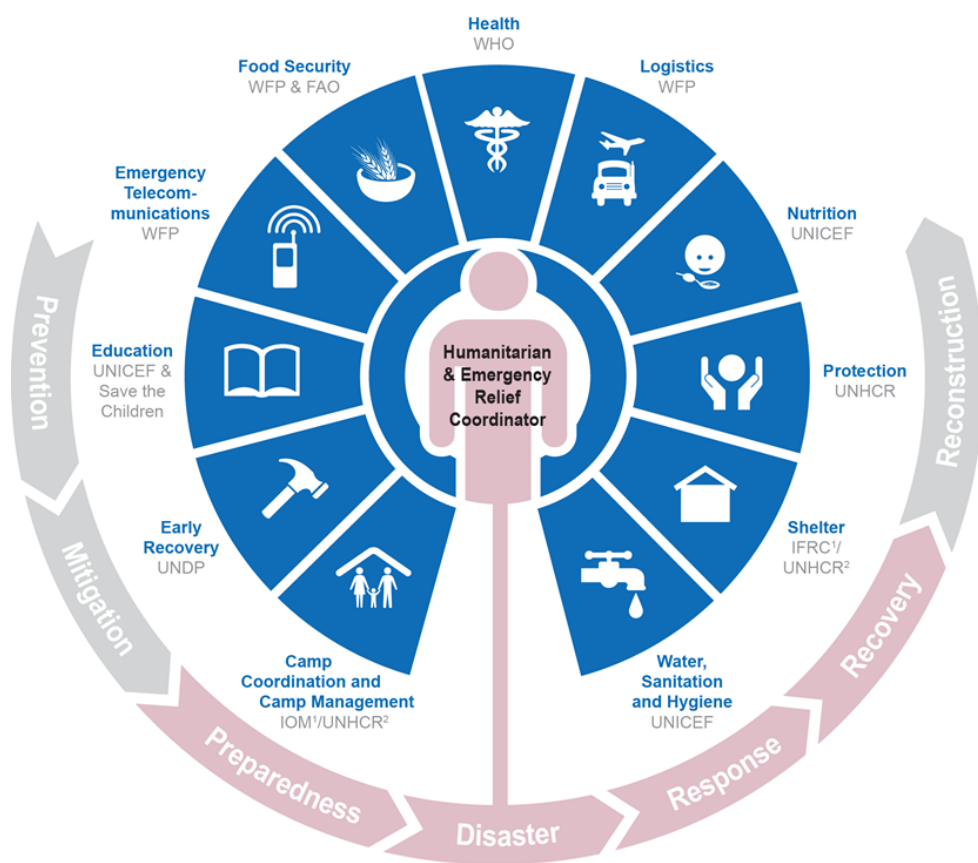 Health
WHO
Food Security
WFP & FAO
Logistics
WFP
Emergency
Telecom-
munications
WFP
Nutrition
UNICEF
Education
UNICEF &
Save the
Children
Humanitarian
& Emergency
Relief
Coordinator
Protection
UNHCR
Early
Recovery
UNDP
Shelter
IFRC¹/
UNHCR²
Camp
Coordination and
Camp Management
IOM¹/UNHCR²
Water,
Sanitation
and Hygiene
UNICEF
Prevention
Mitigation
Preparedness
Disaster
Response
Recovery
Reconstruction